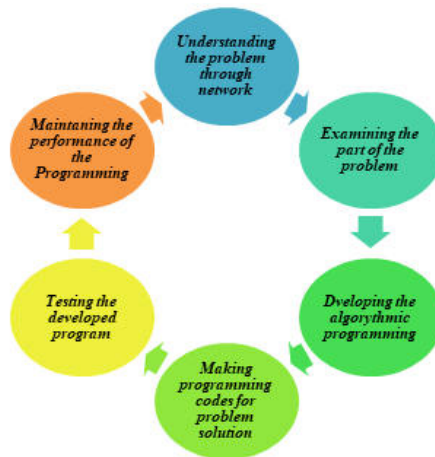 Understanding
the problem
through
network
Examining the
part of the
problem
Dveloping the
algorythmic
programming
Making
programming
codes for
problem
solution
Testing the
developed
program
Maintaning the
performance of
the
Programming